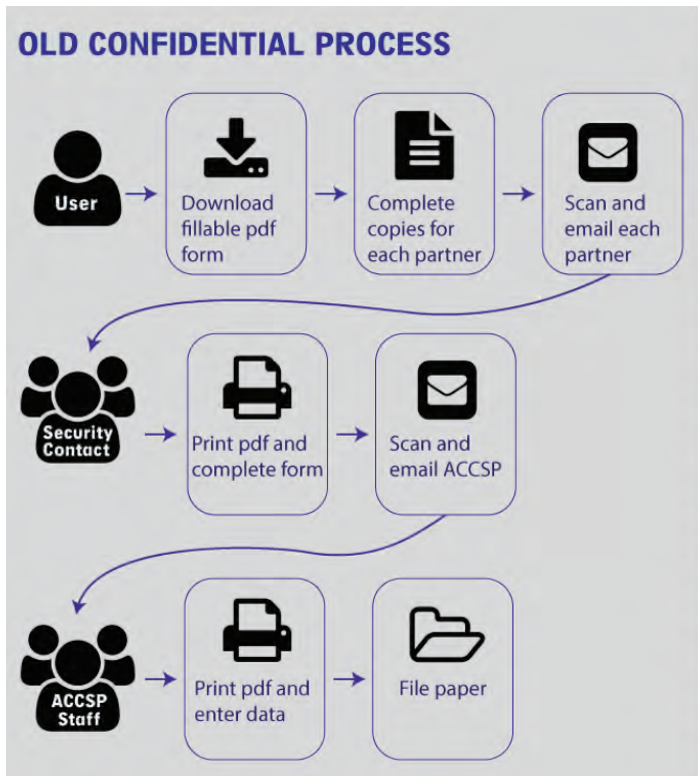 OLD CONFIDENTIAL PROCESS
User
Download
fillable pdf
form
Complete
copies for
each partner
Scan and
email each
partner
Security
Contact
Print pdf and
complete form
Scan and
email ACCSP
ACCSP
Staff
Print pdf and
enter data
File paper